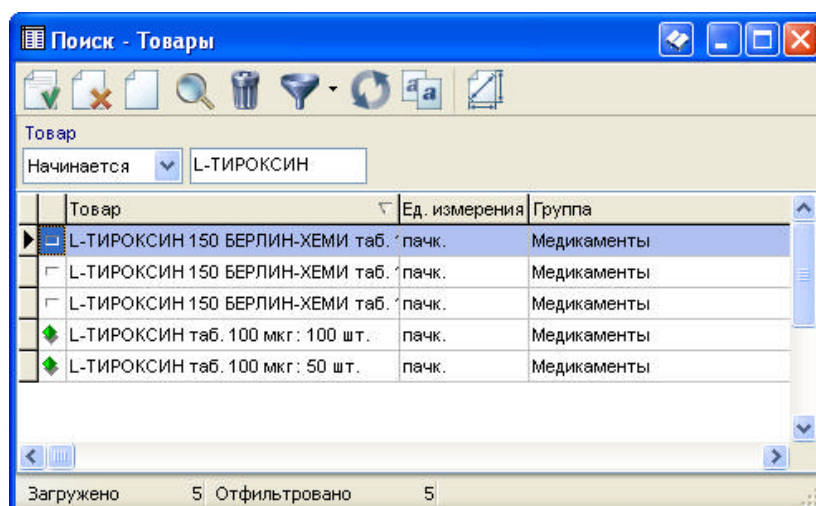 Поиск - Товары
Товар
Начинается L-ТИРОКСИН
Товар Ед. измерения Группа
L-ТИРОКСИН 150 БЕРЛИН-ХЕМИ таб. пачк. Медикаменты
L-ТИРОКСИН 150 БЕРЛИН-ХЕМИ таб. пачк. Медикаменты
L-ТИРОКСИН 150 БЕРЛИН-ХЕМИ таб. пачк. Медикаменты
L-ТИРОКСИН таб. 100 мкг: 100 шт. пачк. Медикаменты
L-ТИРОКСИН таб. 100 мкг: 50 шт. пачк. Медикаменты
Загружено 5 Отфильтровано 5